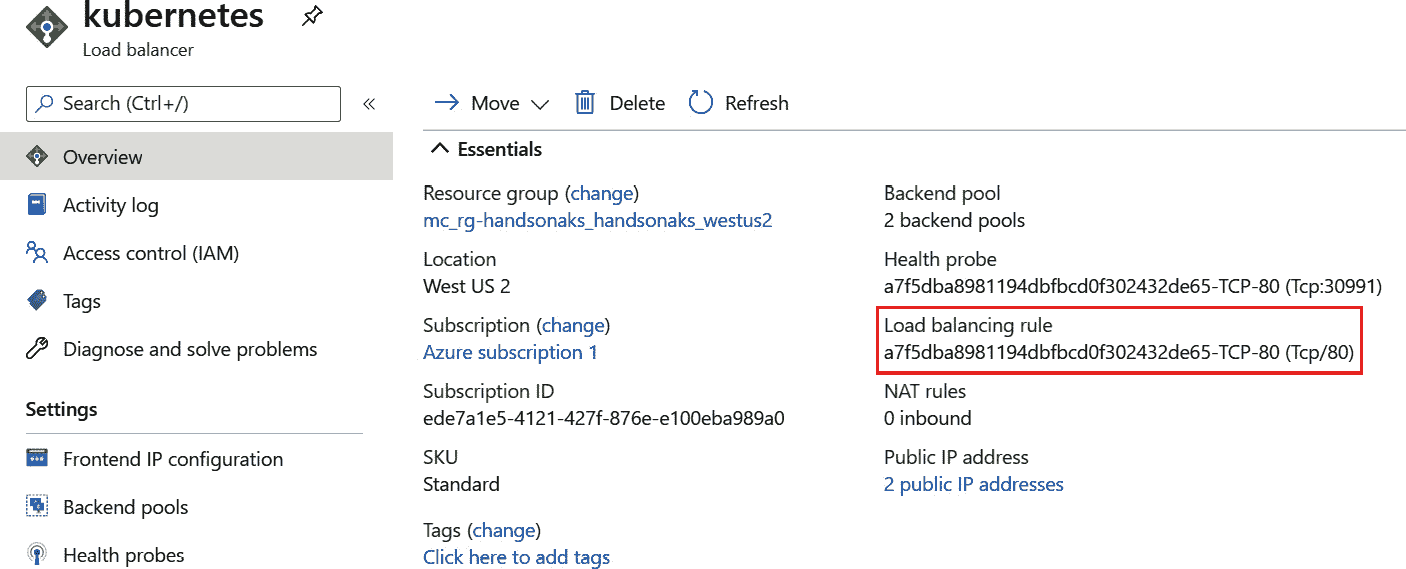 kubernetes
Load balancer
Search (Ctrl+/)
«
Overview
Activity log
Access control (IAM)
Tags
Diagnose and solve problems
Settings
Frontend IP configuration
Backend pools
Health probes
Move
Delete
Refresh
Essentials
Resource group (change)
mc_rg-handsonaks_handsonaks_westus2
Location
West US 2
Subscription (change)
Azure subscription 1
Subscription ID
ede7a1e5-4121-427f-876e-e100eba989a0
SKU
Standard
Tags (change)
Click here to add tags
Backend pool
2 backend pools
Health probe
a7f5dba8981194dbfbcd0f302432de65-TCP-80 (Tcp:30991)
Load balancing rule
a7f5dba8981194dbfbcd0f302432de65-TCP-80 (Tcp/80)
NAT rules
0 inbound
Public IP address
2 public IP addresses